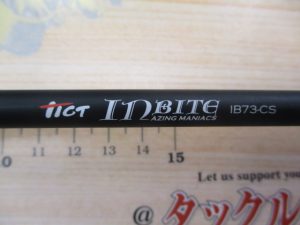 TICT INBITE IB73-CS
AZING MANIACS
10 11 12 13 14 15
Let us support you
@ タックル